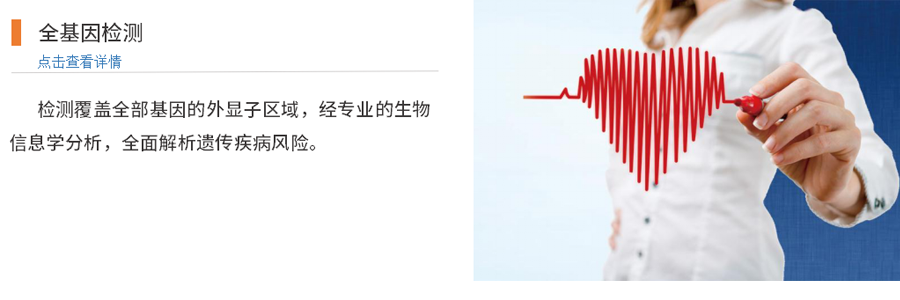 全基因检测
点击查看详情
检测覆盖全部基因的外显子区域，经专业的生物
信息学分析，全面解析遗传疾病风险。